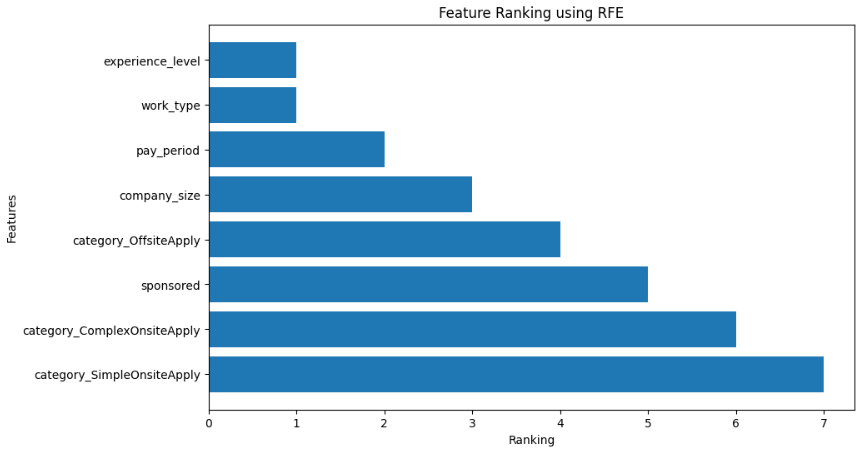 Feature Ranking using RFE
experience_level
work_type
pay_period
company_size
category_OffsiteApply
sponsored
category_ComplexOnsiteApply
category_SimpleOnsiteApply
Features
0 1 2 3 4 5 6 7
Ranking